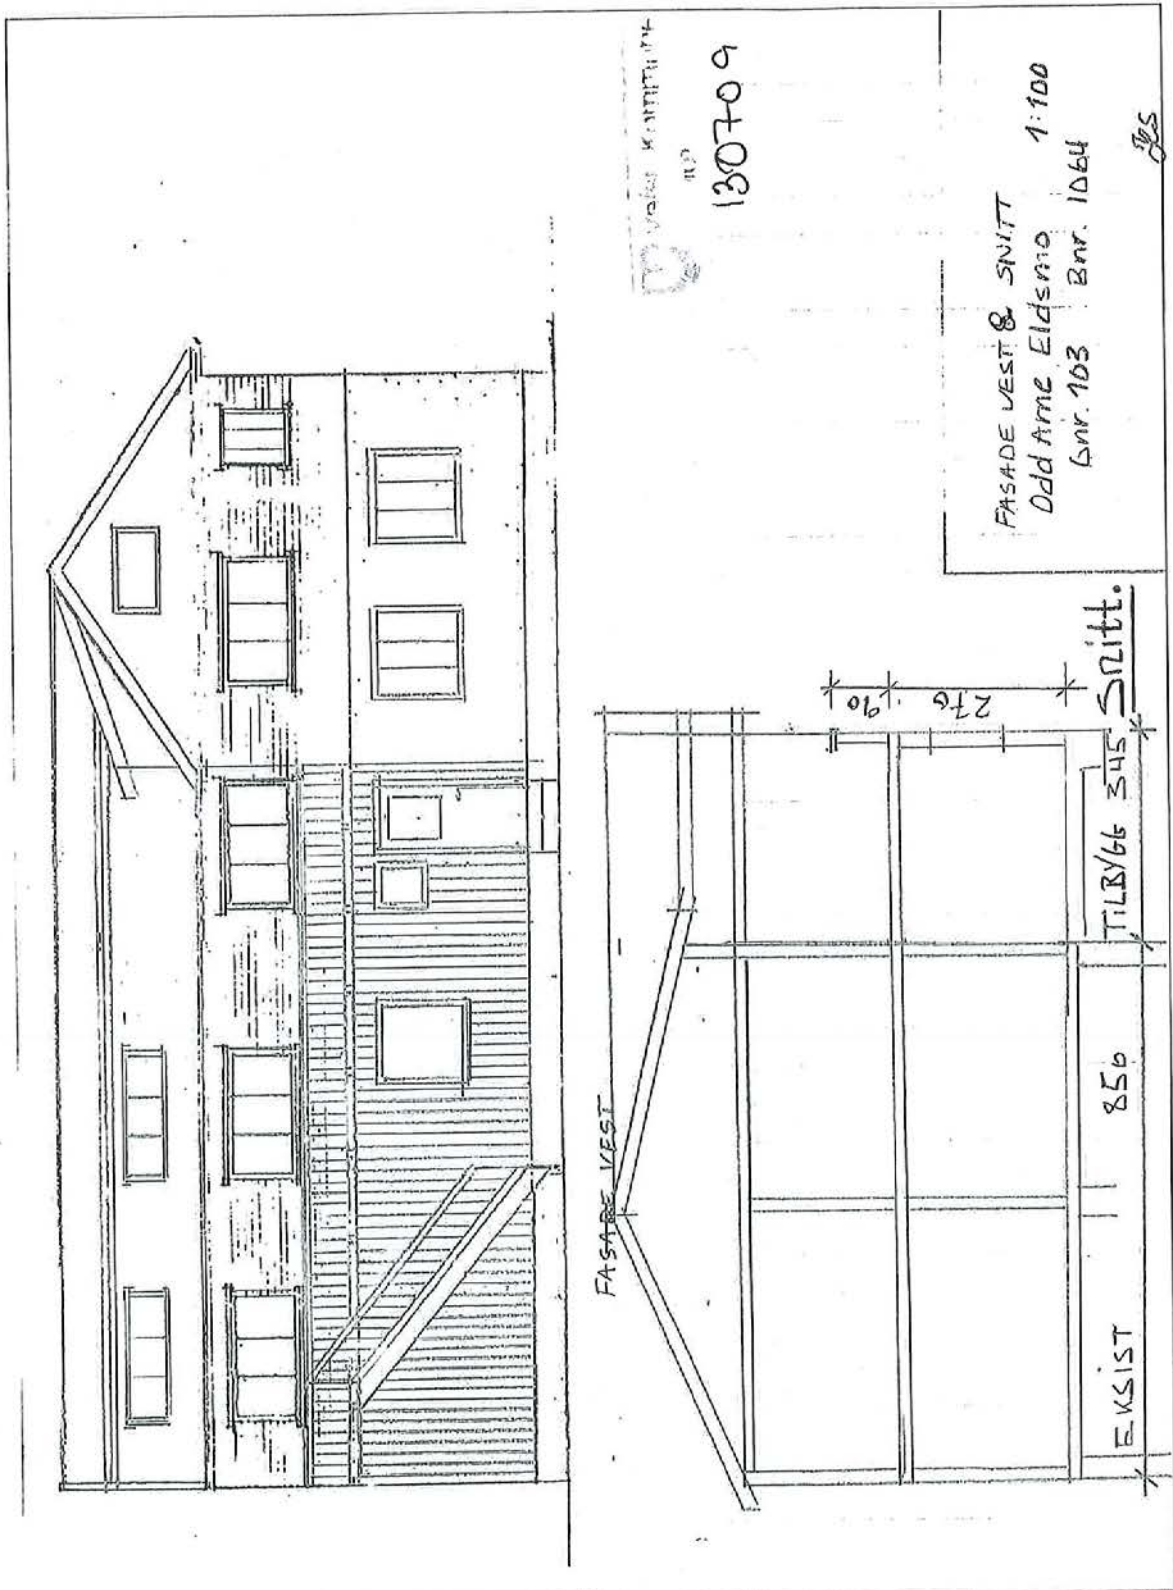 FASADE VEST
130709
EKSIST
850
TILBYGG 345
Snitt.
90
270
FASADE VEST & SNITT
Odd Arne Eldsmo 1:100
Gnr. 103 Bnr. 1064